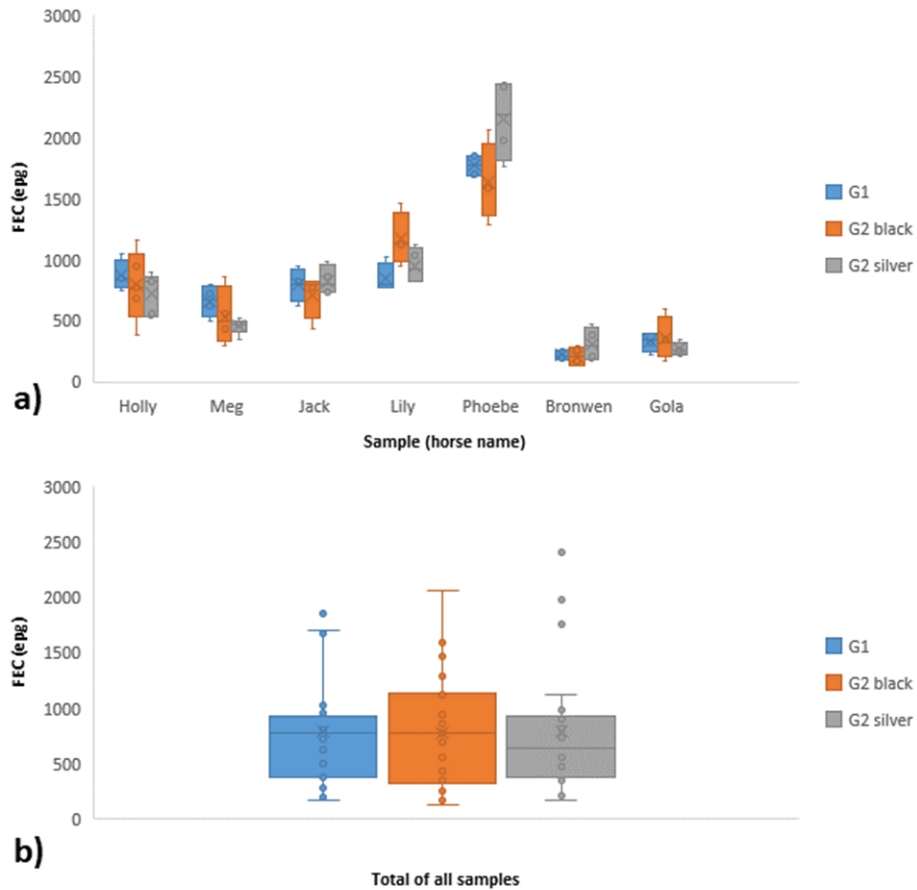 3000
2500
2000
1500
1000
500
0
FEC (epg)
G1
G2 black
G2 silver
a)
Holly Meg Jack Lily Phoebe Bronwen Gola
Sample (horse name)
3000
2500
2000
1500
1000
500
0
FEC (epg)
G1
G2 black
G2 silver
b)
Total of all samples